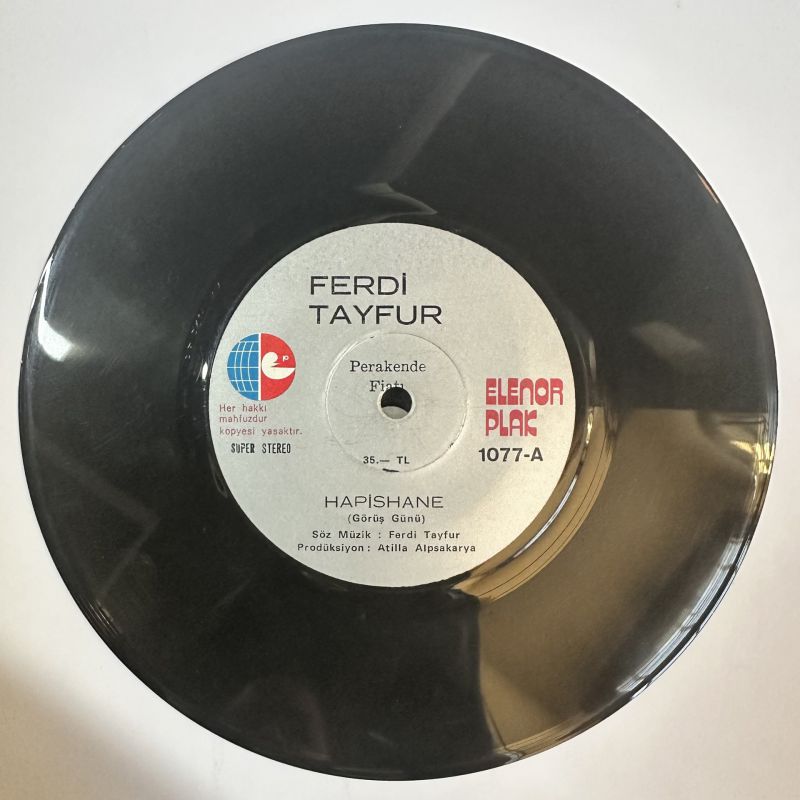 FERDİ
TAYFUR
Perakende
Fiatı
35.— TL
Her hakkı
mahfuzdur
kopyesi yasaktır.
SUPER STEREO
ELENOR
PLAK
1077-A
HAPİSHANE
(Görüş Günü)
Söz Müzik : Ferdi Tayfur
Prodüksiyon : Atilla Alpsakarya